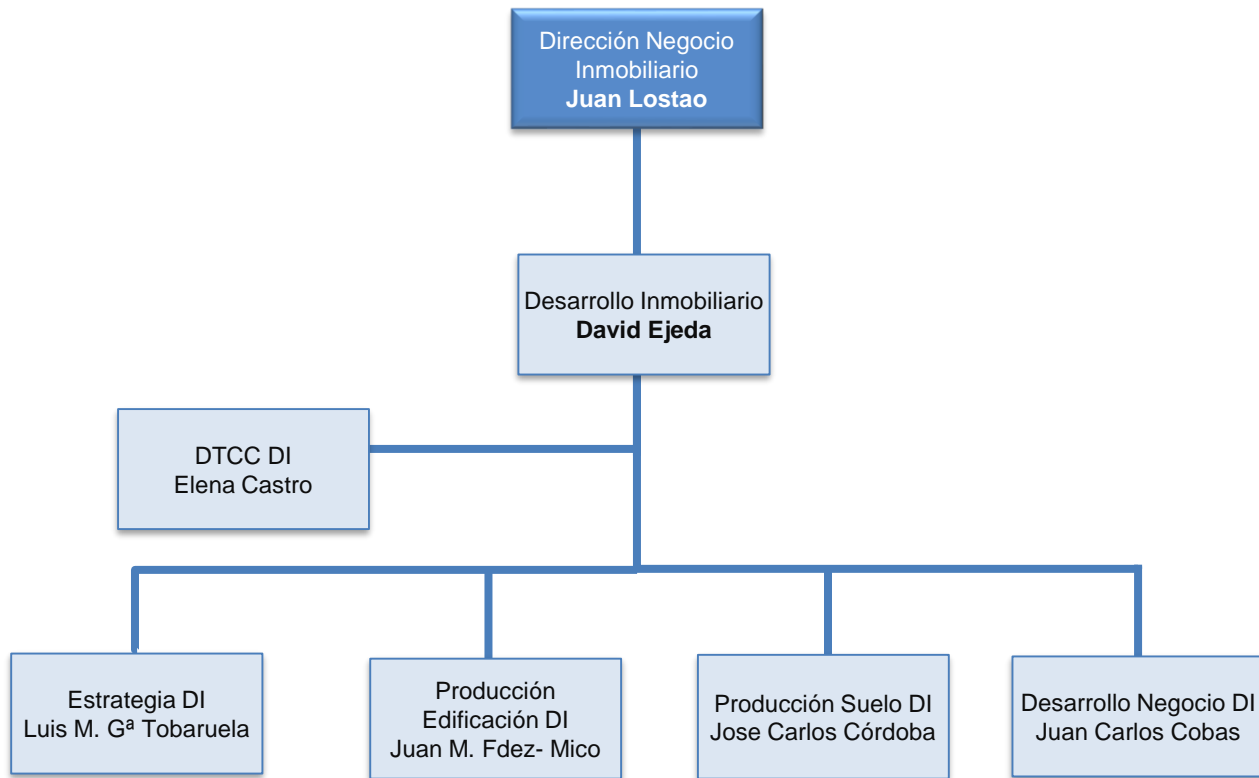 Dirección Negocio
Inmobiliario
Juan Lostao
Desarrollo Inmobiliario
David Ejeda
DTCC DI
Elena Castro
Estrategia DI
Luis M. Gª Tobaruela
Producción
Edificación DI
Juan M. Fdez- Mico
Producción Suelo DI
Jose Carlos Córdoba
Desarrollo Negocio DI
Juan Carlos Cobas